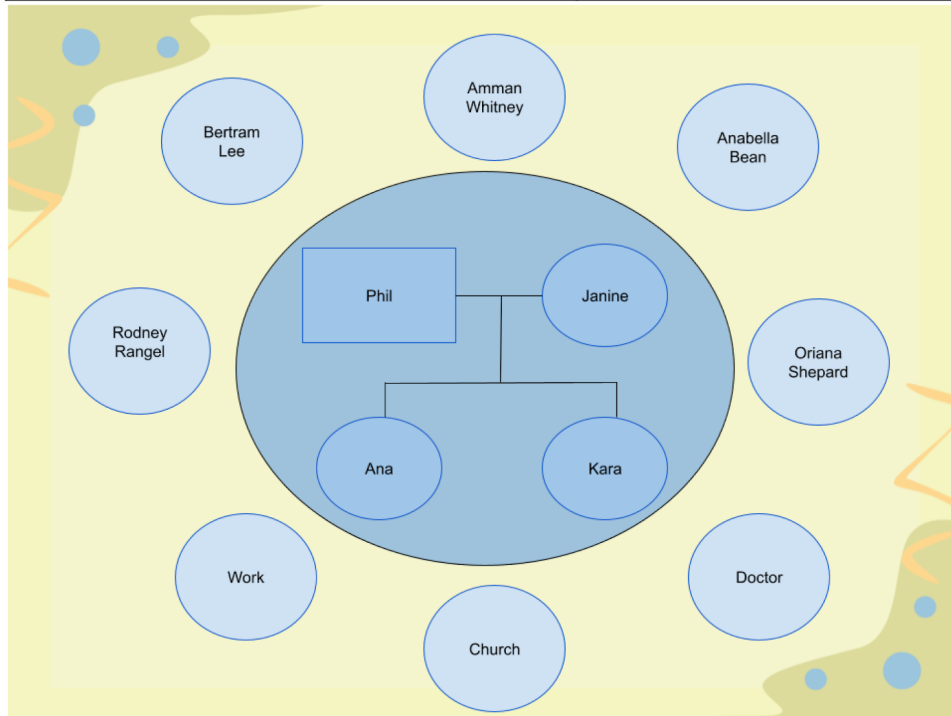 Amman
Whitney
Bertram
Lee
Anabella
Bean
Phil
Janine
Rodney
Rangel
Oriana
Shepard
Ana
Kara
Work
Doctor
Church